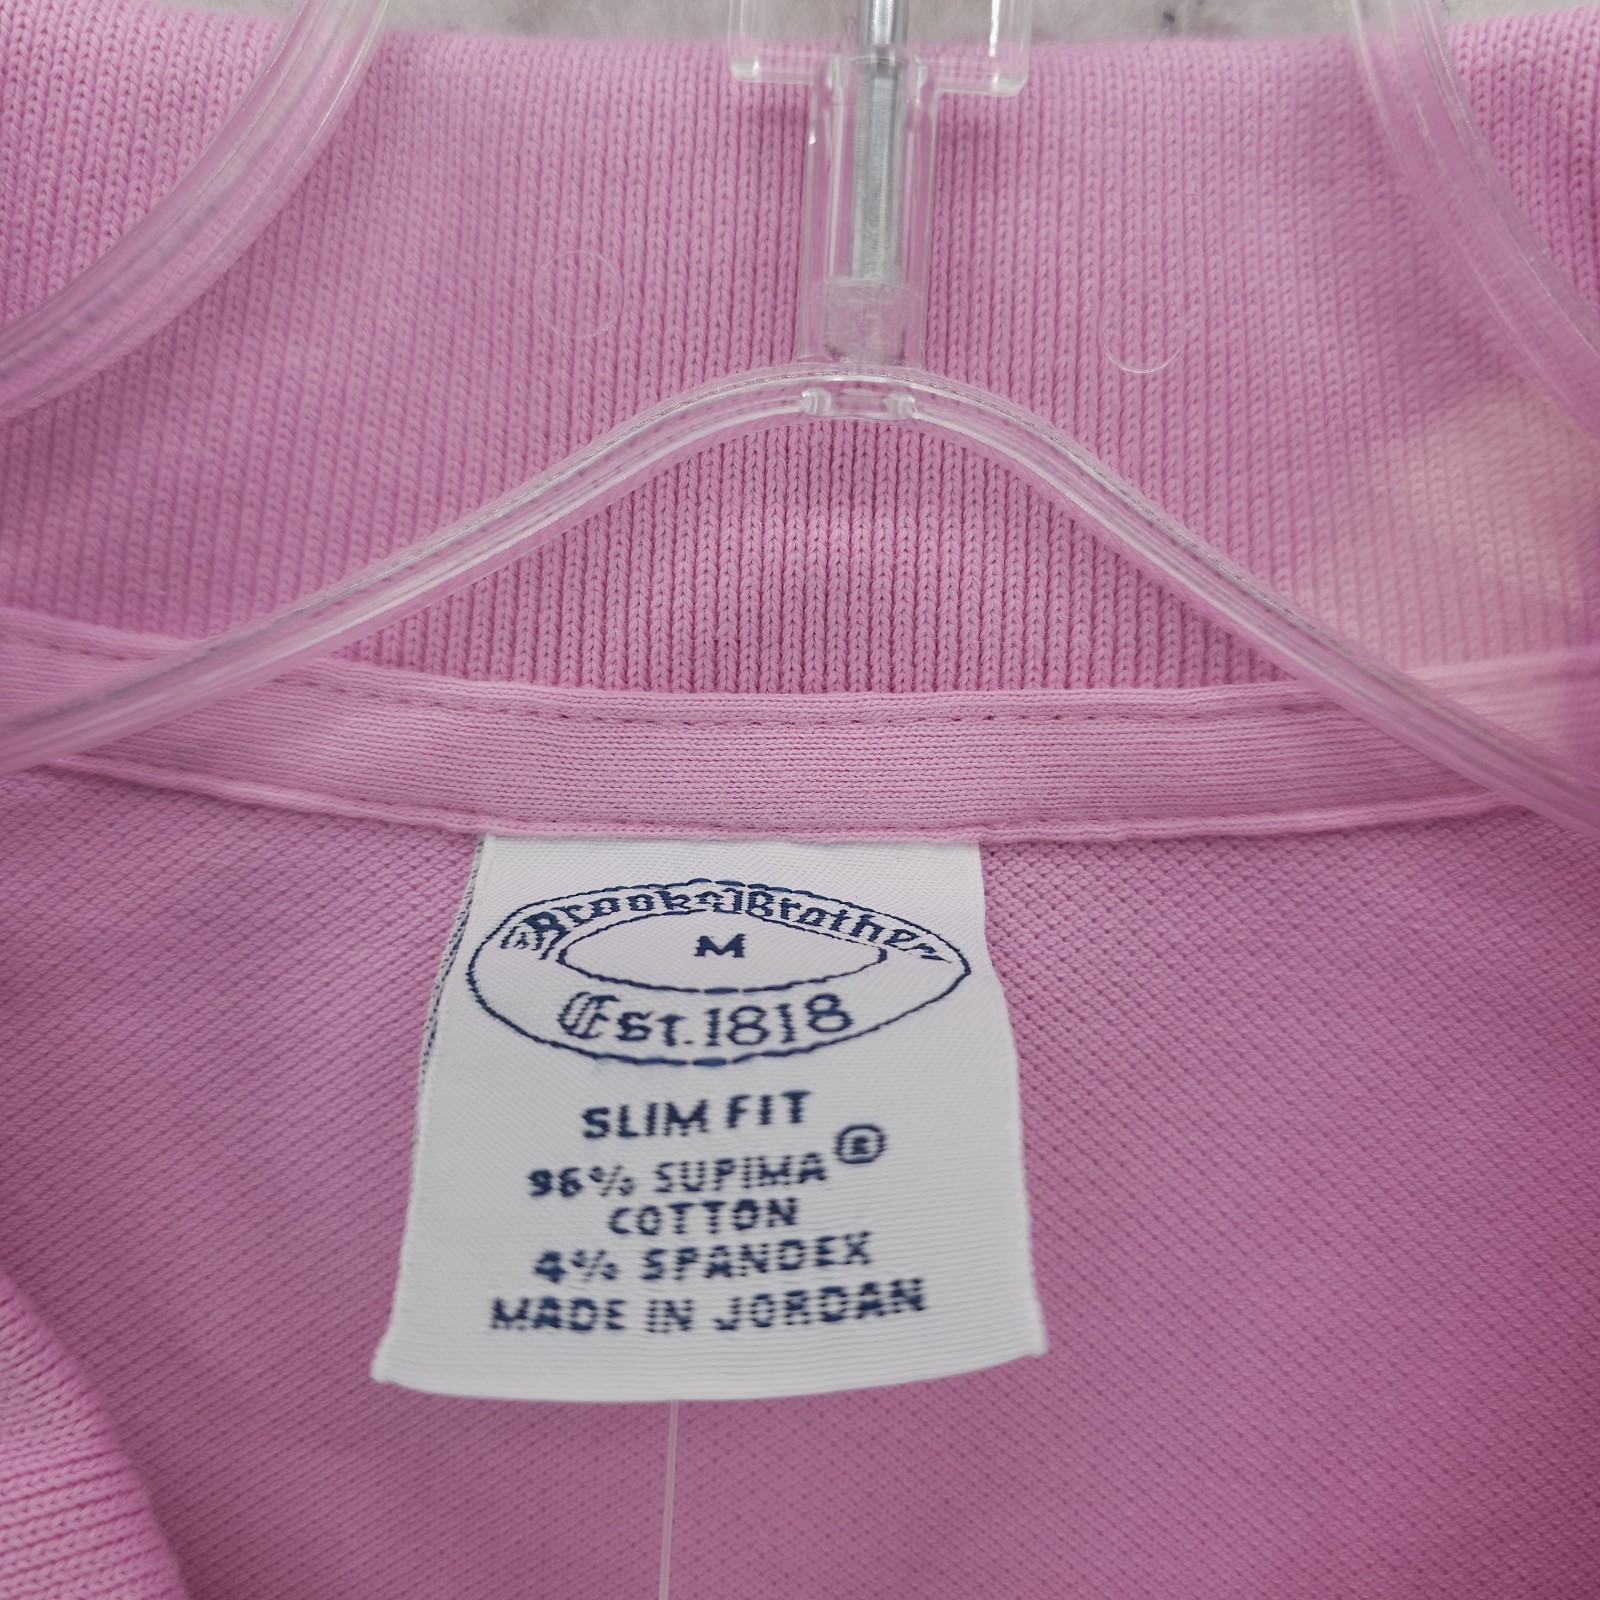 Brooks Brothers
M
Est. 1818
SLIM FIT
96% SUPIMA®
COTTON
4% SPANDEX
MADE IN JORDAN